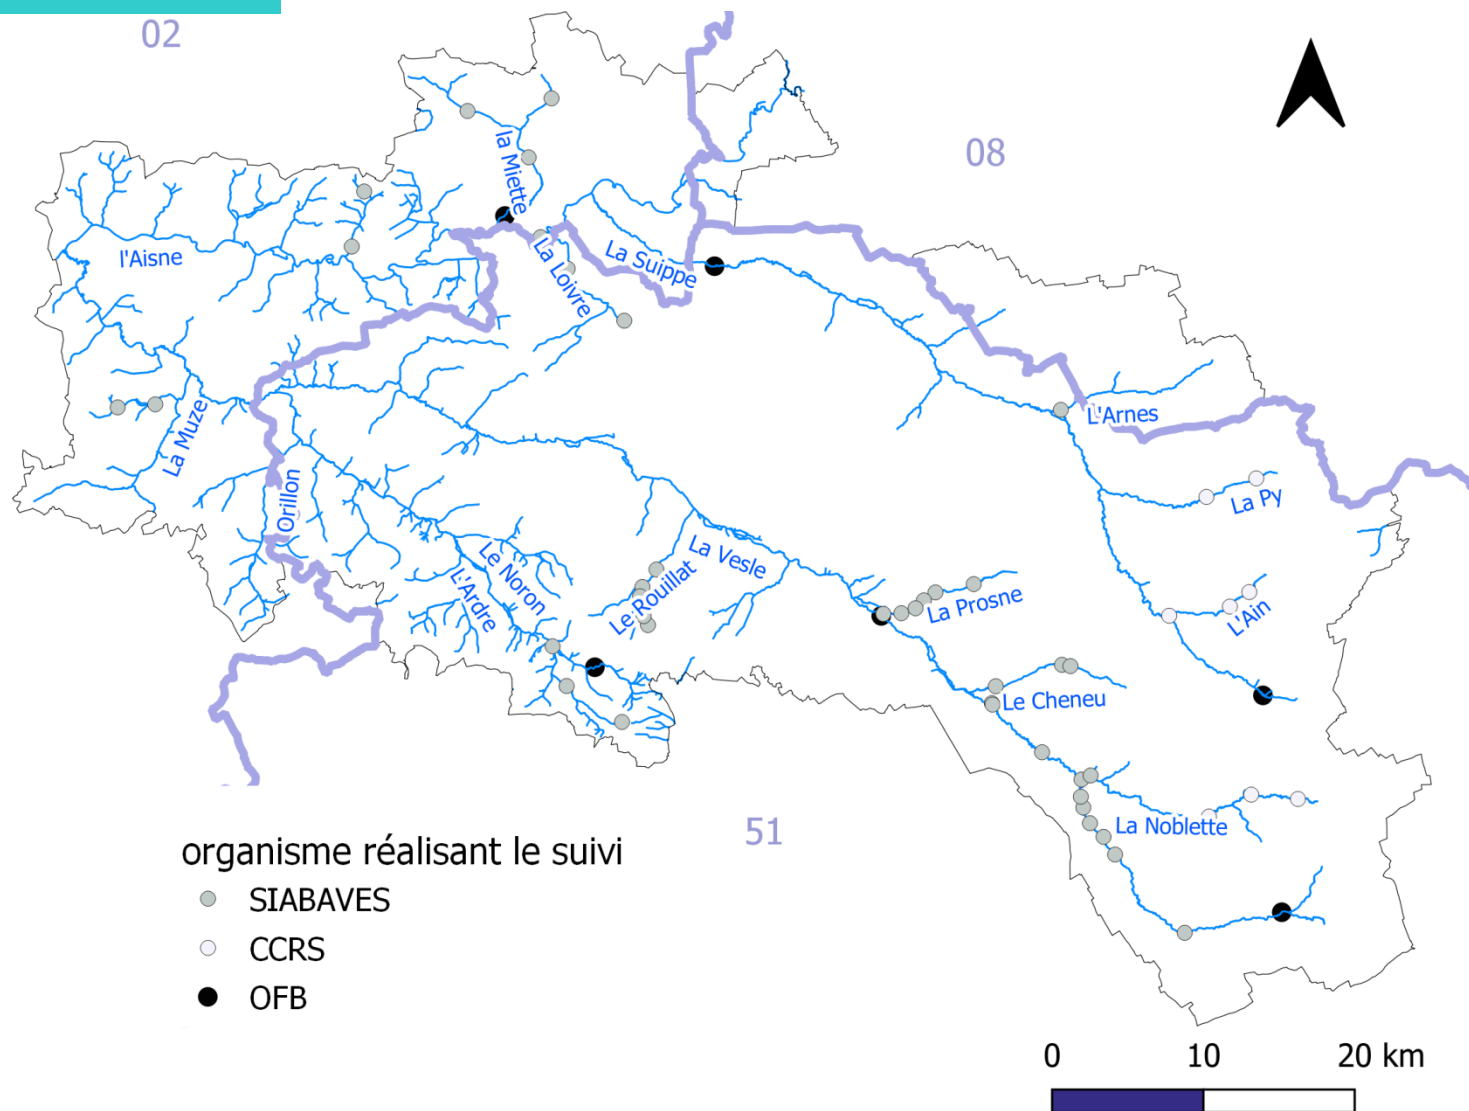 02
08
la Miette
l'Aisne
La Suippe
La Loivre
La Muze
L'Arnes
Orillon
La Py
Le Noron
L'Ardre
Le Rouillat
La Vesle
La Prosne
L'Ain
Le Cheneu
La Noblette
51
organisme réalisant le suivi
SIABAVES
CCRS
OFB
0 10 20 km